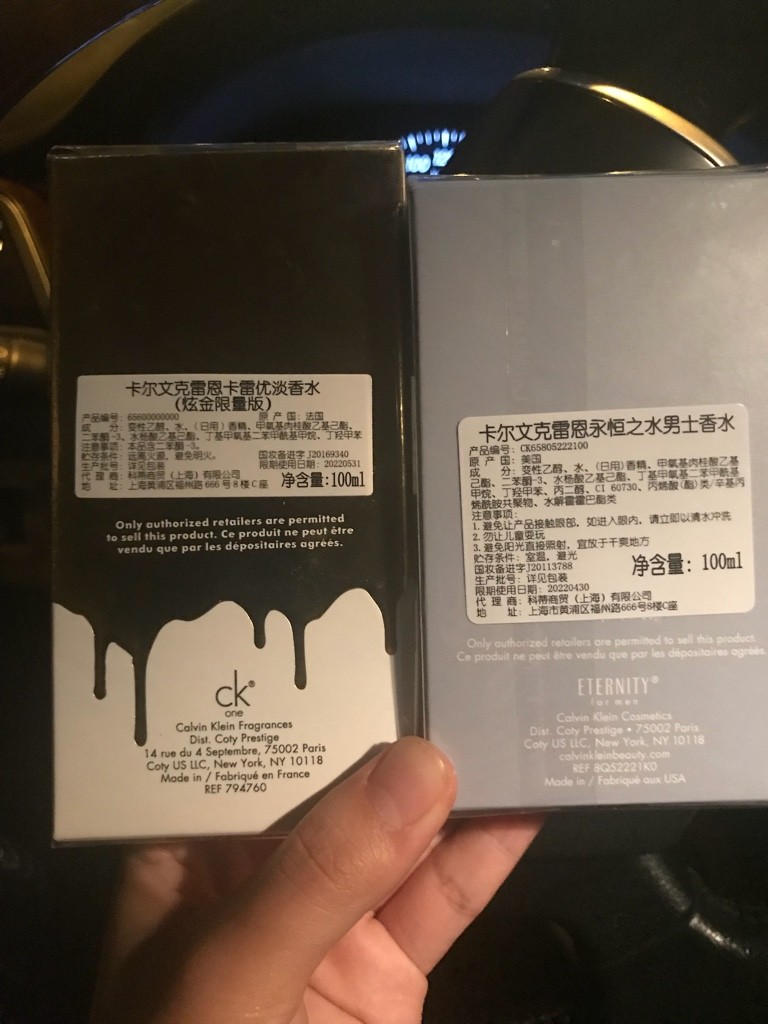 卡尔文克雷恩卡雷优淡香水
(炫金限量版)
产品编号: 65600000000 原 产 国: 法国
成 分: 变性乙醇、水、(日用)香精、甲氧基肉桂酸乙基己酯、
二苯酮-3、水杨酸乙基己酯、丁基甲氧基二苯甲酰基甲烷、丁羟甲苯
注意事项: 本品含二苯酮-3.
贮存条件: 远离火源,避免明火。 国妆备进字J20169340
生产批号: 详见包装 限期使用日期: 20220531
代 理 商: 科蒂商贸(上海)有限公司
地 址: 上海黄浦区福州路 666 号 8 楼 C 座 净含量: 100ml
Only authorized retailers are permitted
to sell this product. Ce produit ne peut être
vendu que par les dépositaires agréés.
ck®
one
Calvin Klein Fragrances
Dist. Coty Prestige
14 rue du 4 Septembre, 75002 Paris
Coty US LLC, New York, NY 10118
Made in / Fabriqué en France
REF 794760
卡尔文克雷恩永恒之水男士香水
产品编号: CK65805222100
原 产 国: 美国
成 分: 变性乙醇、水、(日用)香精、甲氧基肉桂酸乙基
己酯、二苯酮-3、水杨酸乙基己酯、丁基甲氧基二苯甲酰基
甲烷、丁羟甲苯、丙二醇、CI 60730、丙烯酸(酯)类/辛基丙
烯酰胺共聚物、水解霍霍巴酯类
注意事项:
1.避免让产品接触眼部,如进入眼内,请立即以清水冲洗
2.勿让儿童耍玩
3.避免阳光直接照射,宜放于干爽地方
贮存条件: 室温,避光
国妆备进字J20113788 净含量: 100ml
生产批号: 详见包装
限期使用日期: 20220430
代 理 商: 科蒂商贸(上海)有限公司
地 址: 上海市黄浦区福州路666号8楼C座
Only authorized retailers are permitted to sell this product.
Ce produit ne peut être vendu que par les dépositaires agréés.
ETERNITY®
for men
Calvin Klein Cosmetics
Dist. Coty Prestige • 75002 Paris
Coty US LLC, New York, NY 10118
calvinkleinbeauty.com
REF 8QS2221K0
Made in / Fabriqué aux USA